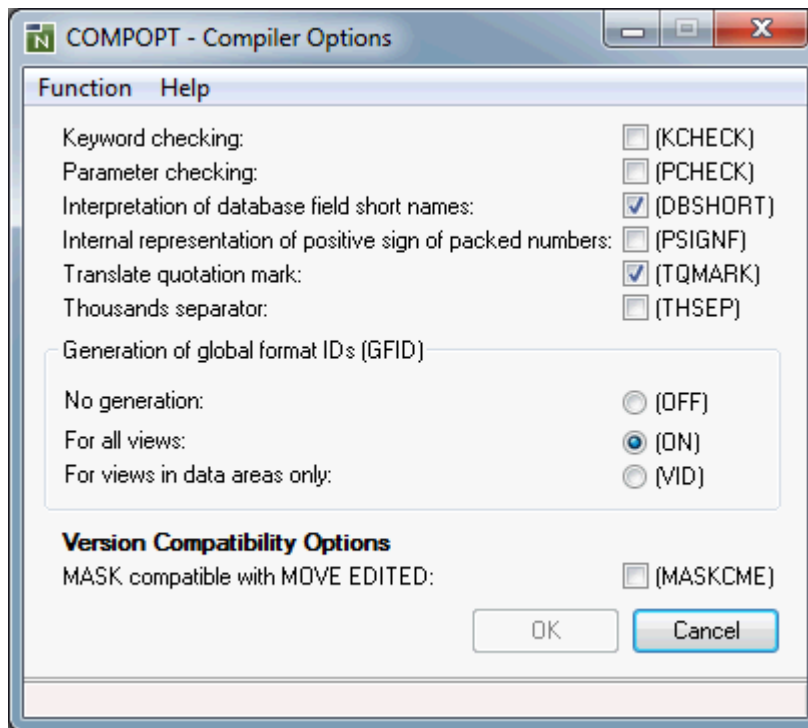 COMPOPT - Compiler Options
Function Help
Keyword checking: (KCHECK)
Parameter checking: (PCHECK)
Interpretation of database field short names: (DBSHORT)
Internal representation of positive sign of packed numbers: (PSIGNF)
Translate quotation mark: (TQMARK)
Thousands separator: (THSEP)
Generation of global format IDs (GFID)
No generation: (OFF)
For all views: (ON)
For views in data areas only: (VID)
Version Compatibility Options
MASK compatible with MOVE EDITED: (MASKCME)
OK Cancel